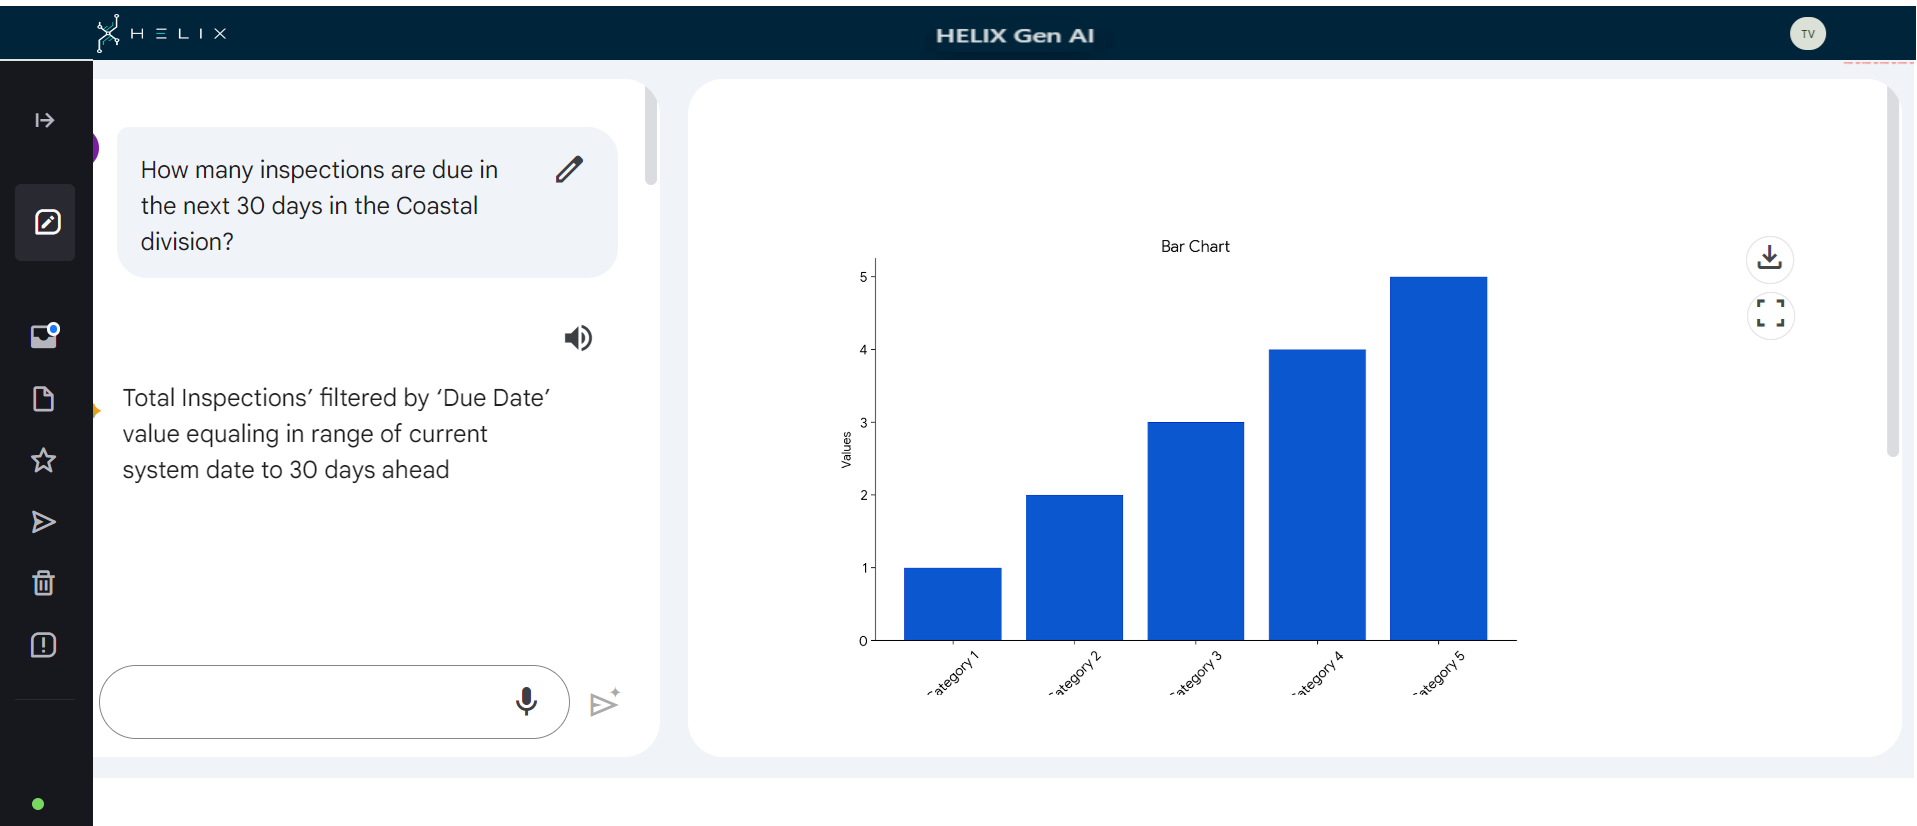 HELIX
HELIX Gen AI
TV
How many inspections are due in
the next 30 days in the Coastal
division?
Total Inspections’ filtered by ‘Due Date’
value equaling in range of current
system date to 30 days ahead
Bar Chart
Values
5
4
3
2
1
0
ategory 1
ategory 2
ategory 3
ategory 4
ategory 5